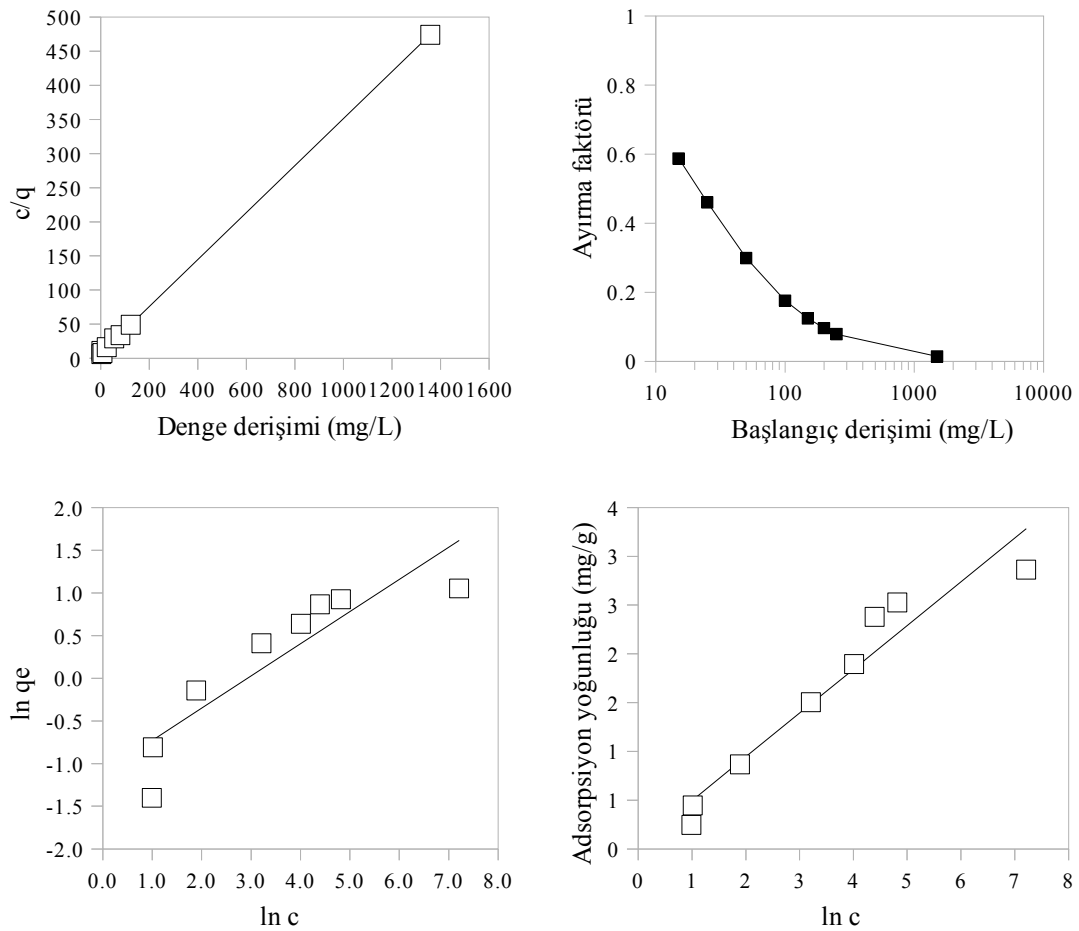 500
450
400
350
300
250
200
150
100
50
0
c/q
0 200 400 600 800 1000 1200 1400 1600
Denge derişimi (mg/L)
1
0.8
0.6
0.4
0.2
0
Ayırma faktörü
10 100 1000 10000
Başlangıç derişimi (mg/L)
2.0
1.5
1.0
0.5
0.0
-0.5
-1.0
-1.5
-2.0
ln qe
0.0 1.0 2.0 3.0 4.0 5.0 6.0 7.0 8.0
ln c
4
3
3
2
2
1
1
0
Adsorpsiyon yoğunluğu (mg/g)
0 1 2 3 4 5 6 7 8
ln c